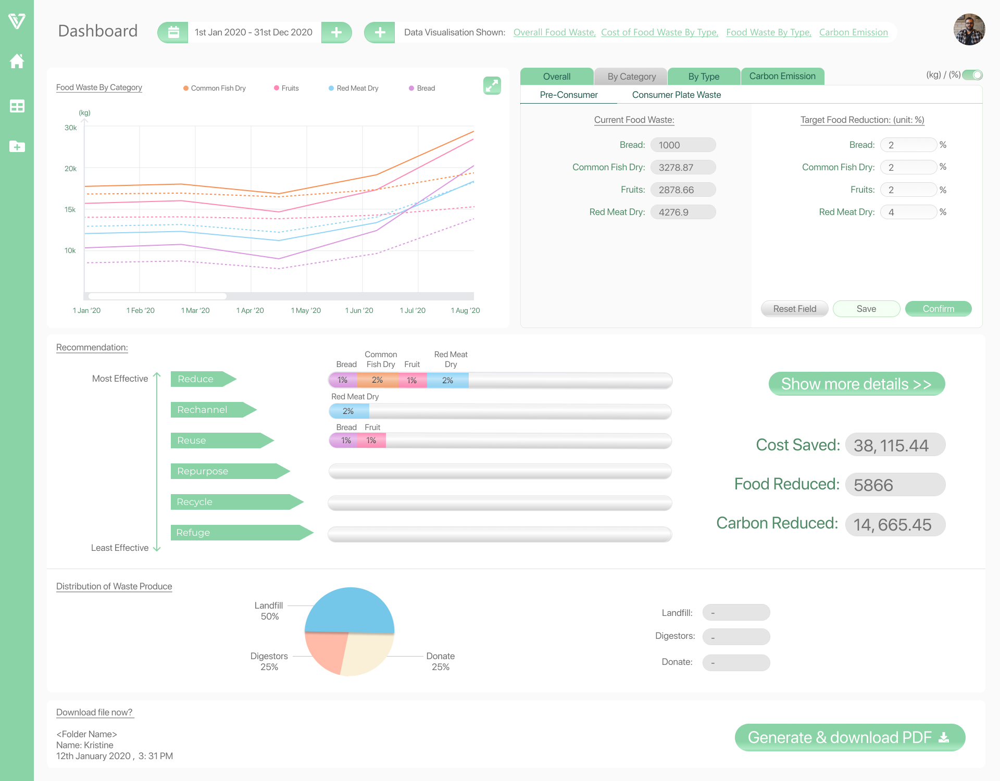 Dashboard
1st Jan 2020 - 31st Dec 2020
Data Visualisation Shown: Overall Food Waste, Cost of Food Waste By Type, Food Waste By Type, Carbon Emission
Food Waste By Category
Common Fish Dry
Fruits
Red Meat Dry
Bread
(kg)
30k
20k
15k
10k
1 Jan '20
1 Feb '20
1 Mar '20
1 Apr '20
1 May '20
1 Jun '20
1 Jul '20
1 Aug '20
Overall
By Category
By Type
Carbon Emission
(kg) / (%)
Pre-Consumer
Consumer Plate Waste
Current Food Waste:
Bread: 1000
Common Fish Dry: 3278.87
Fruits: 2878.66
Red Meat Dry: 4276.9
Target Food Reduction: (unit: %)
Bread: 2 %
Common Fish Dry: 2 %
Fruits: 2 %
Red Meat Dry: 4 %
Reset Field
Save
Confirm
Recommendation:
Most Effective
Least Effective
Reduce
Bread
Common
Fish Dry
Fruit
Red Meat
Dry
1%
2%
1%
2%
Rechannel
Red Meat Dry
2%
Reuse
Bread
Fruit
1%
1%
Repurpose
Recycle
Refuge
Show more details >>
Cost Saved: 38, 115.44
Food Reduced: 5866
Carbon Reduced: 14, 665.45
Distribution of Waste Produce
Landfill
50%
Digestors
25%
Donate
25%
Landfill: -
Digestors: -
Donate: -
Download file now?
<Folder Name>
Name: Kristine
12th January 2020 , 3: 31 PM
Generate & download PDF